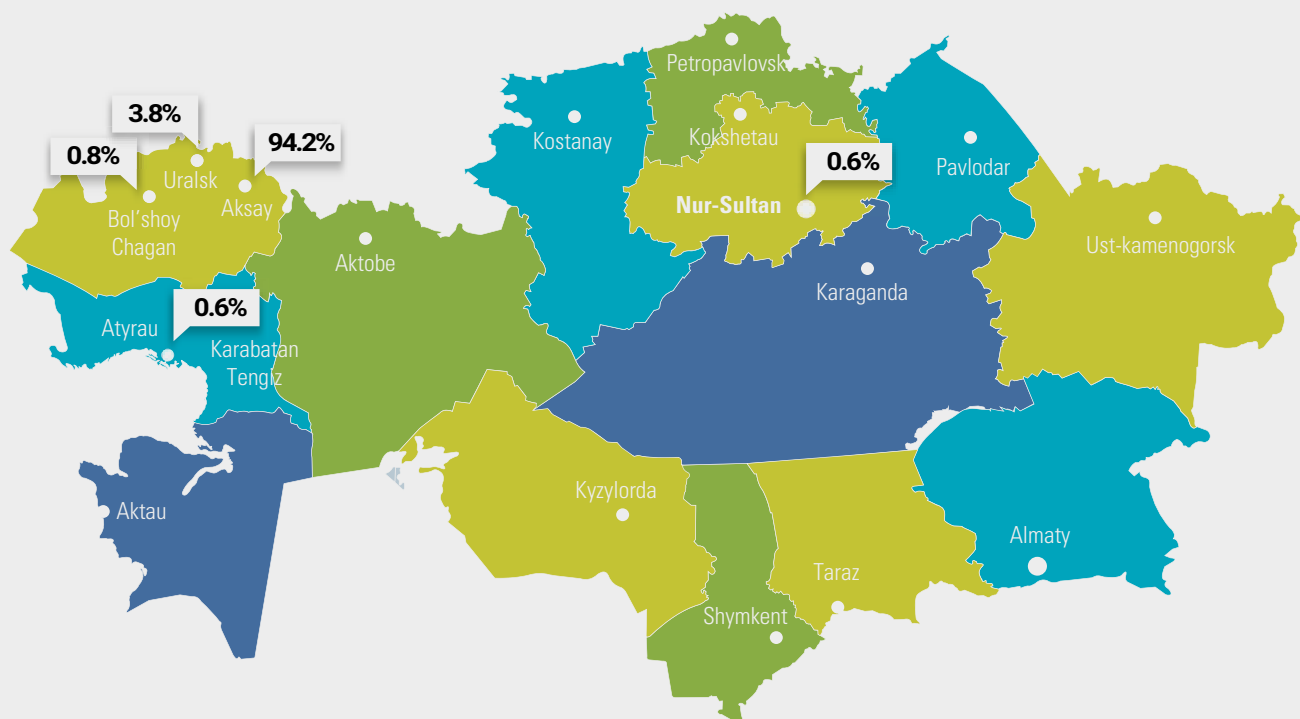 Petropavlovsk
3.8%
94.2%
Kostanay
Kokshetau
0.8%
0.6%
Pavlodar
Uralsk
Aksay
Nur-Sultan
Bol'shoy
Chagan
Ust-kamenogorsk
Aktobe
Karaganda
0.6%
Atyrau
Karabatan
Tengiz
Kyzylorda
Aktau
Almaty
Taraz
Shymkent